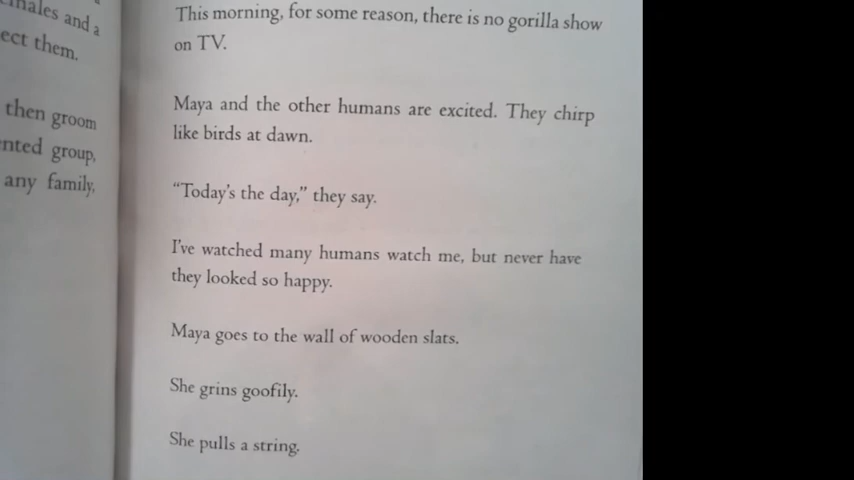 males and a
ect them.
then groom
nted group,
any family,
This morning, for some reason, there is no gorilla show
on TV.
Maya and the other humans are excited. They chirp
like birds at dawn.
“Today’s the day,” they say.
I’ve watched many humans watch me, but never have
they looked so happy.
Maya goes to the wall of wooden slats.
She grins goofily.
She pulls a string.